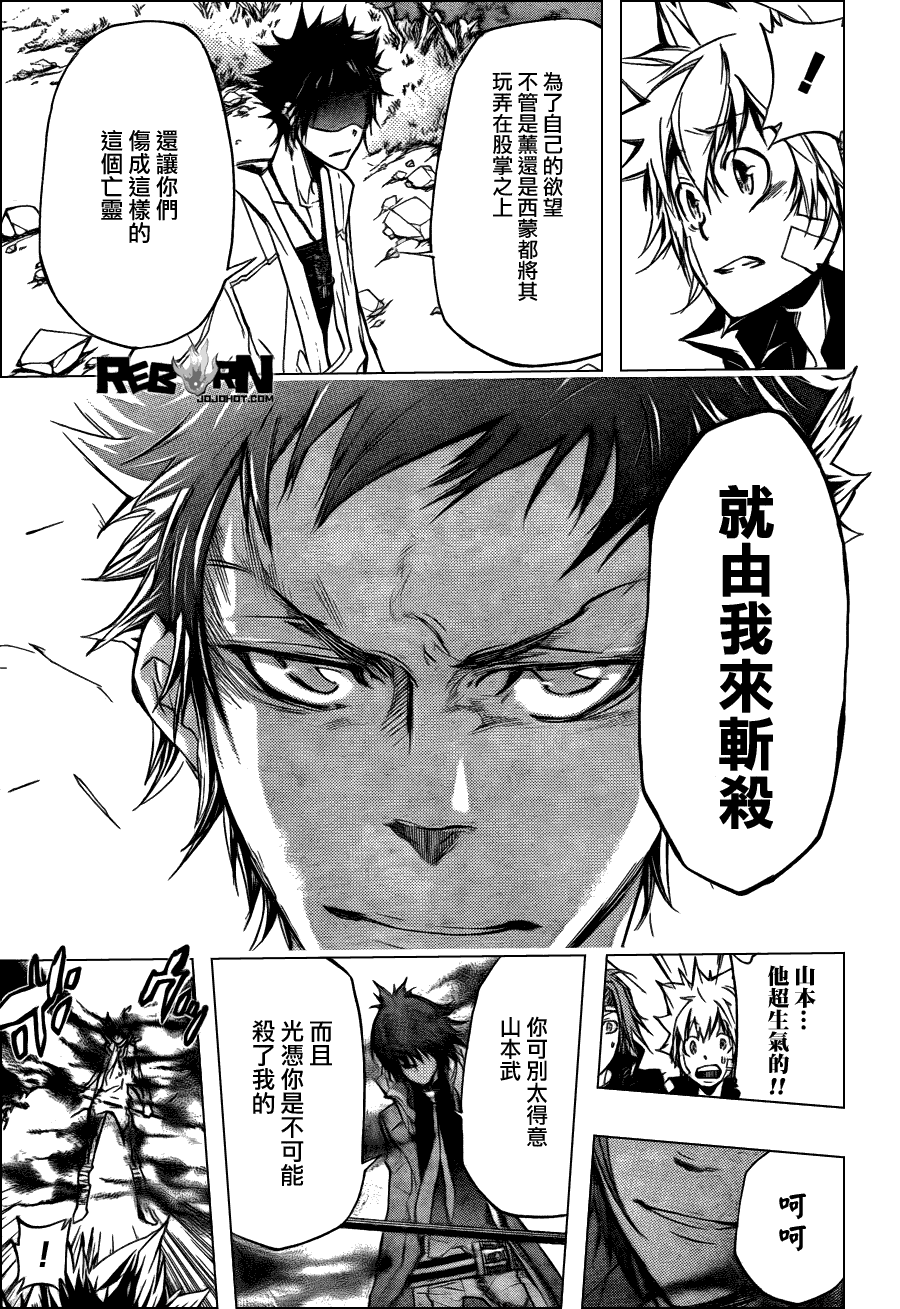 ！
為了自己的欲望
不管是薰還是西蒙都將其
玩弄在股掌之上
還讓你們
傷成這樣的
這個亡靈
REBORN
JOJOHOT.COM
就由我來斬殺
山本…
他超生氣的!!
呵呵
你可別太得意
山本武
而且
光憑你是不可能
殺了我的
！